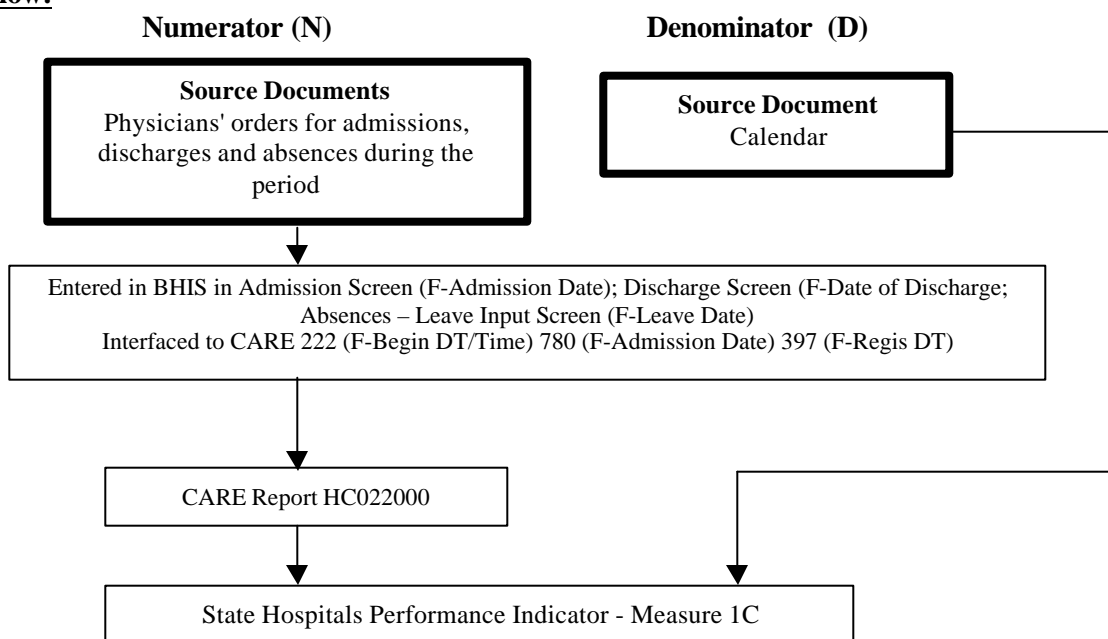 Numerator (N)
Denominator (D)
Source Documents
Physicians' orders for admissions,
discharges and absences during the
period
Source Document
Calendar
Entered in BHIS in Admission Screen (F-Admission Date); Discharge Screen (F-Date of Discharge;
Absences – Leave Input Screen (F-Leave Date)
Interfaced to CARE 222 (F-Begin DT/Time) 780 (F-Admission Date) 397 (F-Regis DT)
CARE Report HC022000
State Hospitals Performance Indicator - Measure 1C